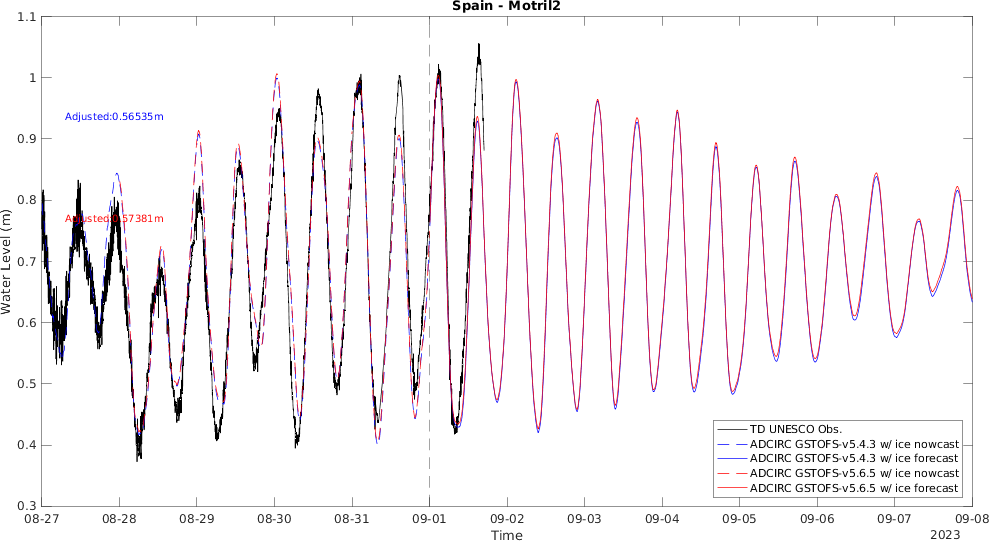 Spain - Motril2
1.1
1
0.9
0.8
0.7
0.6
0.5
0.4
0.3
Water Level (m)
Adjusted:0.56535m
Adjusted:0.57381m
TD UNESCO Obs.
ADCIRC GSTOFS-v5.4.3 w/ ice nowcast
ADCIRC GSTOFS-v5.4.3 w/ ice forecast
ADCIRC GSTOFS-v5.6.5 w/ ice nowcast
ADCIRC GSTOFS-v5.6.5 w/ ice forecast
08-27 08-28 08-29 08-30 08-31 09-01 09-02 09-03 09-04 09-05 09-06 09-07 09-08
Time
2023